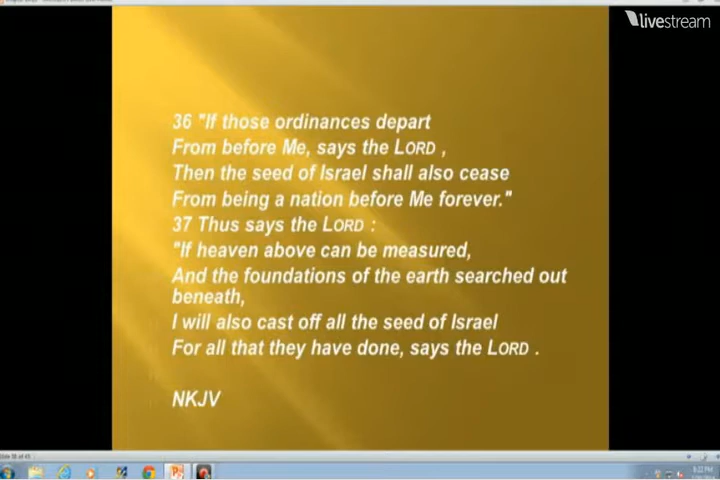 livestream
36 "If those ordinances depart
From before Me, says the LORD ,
Then the seed of Israel shall also cease
From being a nation before Me forever."
37 Thus says the LORD :
"If heaven above can be measured,
And the foundations of the earth searched out
beneath,
I will also cast off all the seed of Israel
For all that they have done, says the LORD .
NKJV
6:22 PM